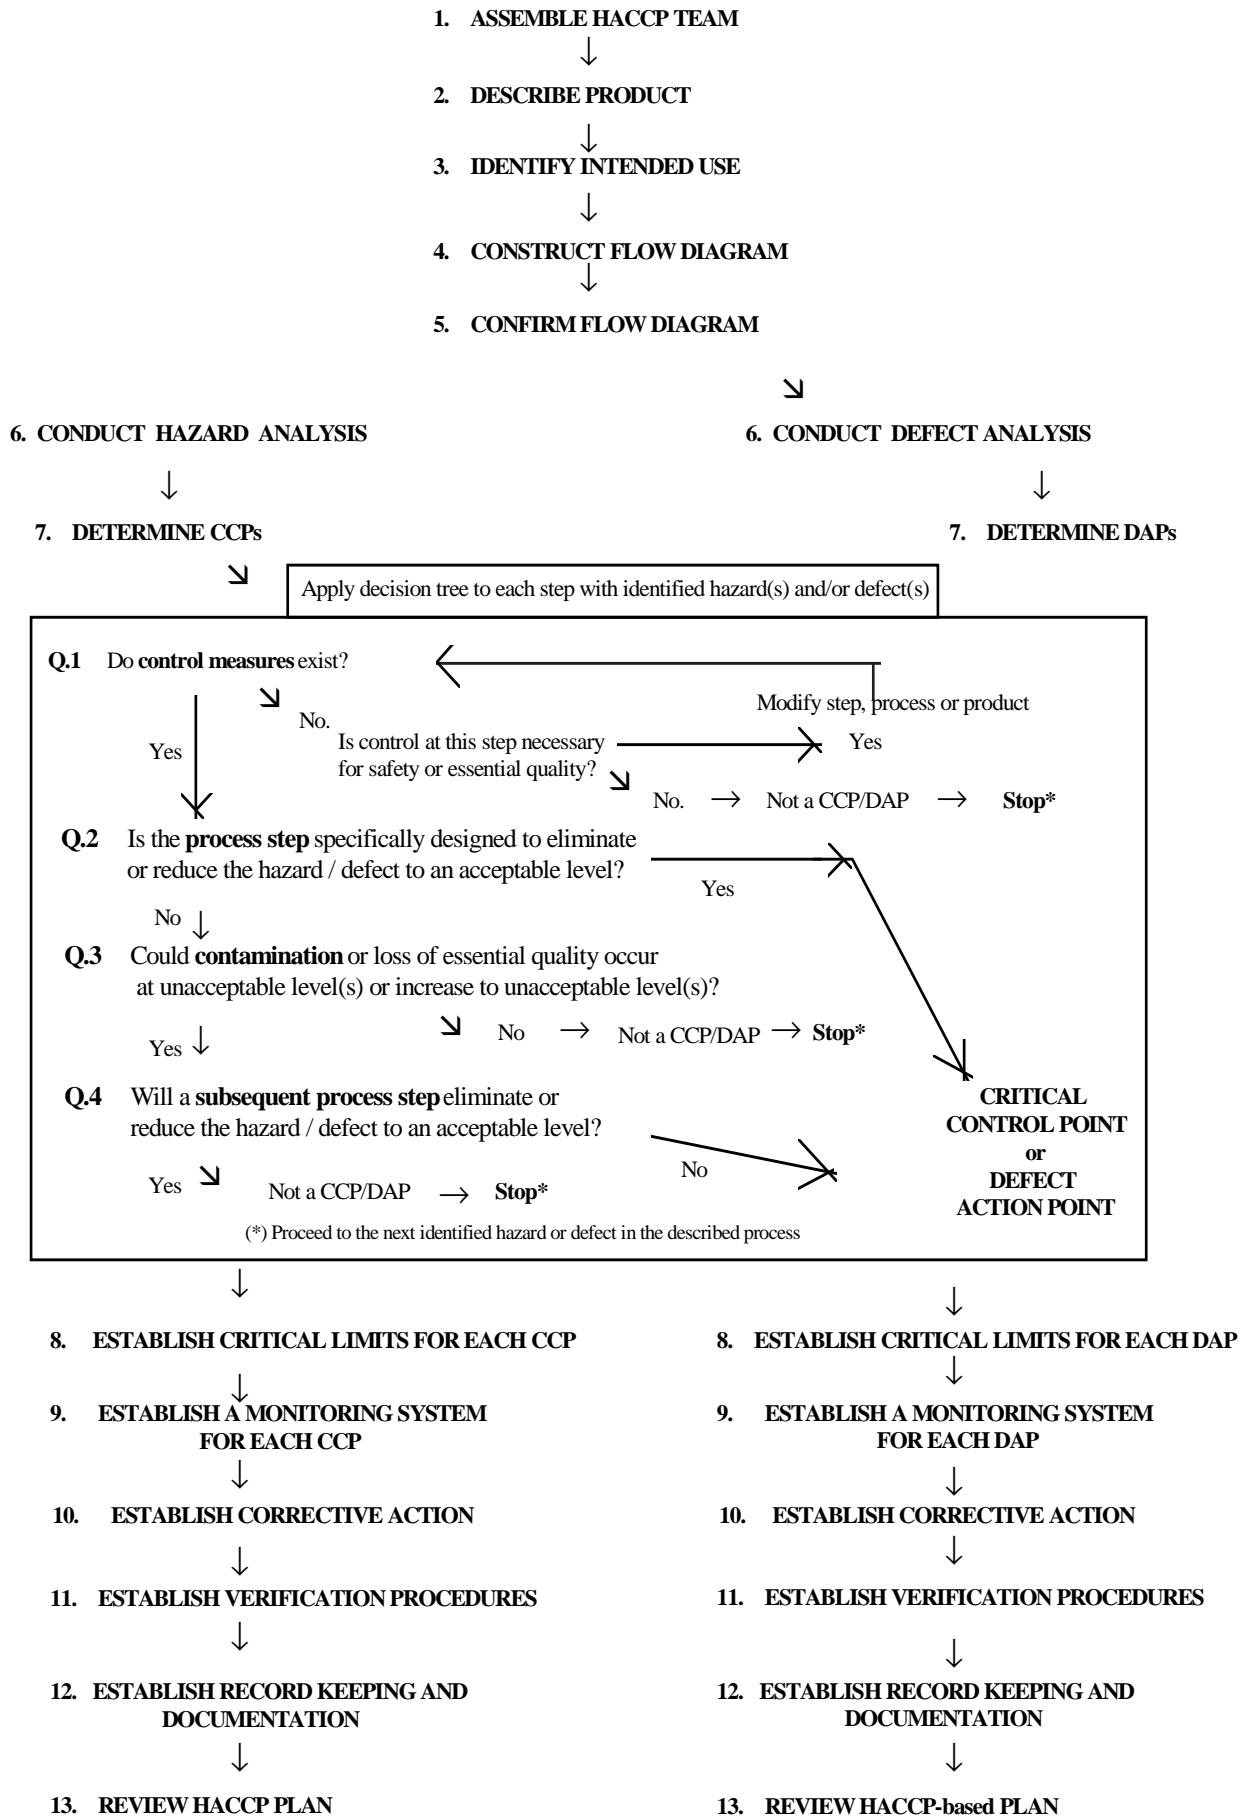 1. ASSEMBLE HACCP TEAM
↓
2. DESCRIBE PRODUCT
↓
3. IDENTIFY INTENDED USE
↓
4. CONSTRUCT FLOW DIAGRAM
↓
5. CONFIRM FLOW DIAGRAM
↘
6. CONDUCT HAZARD ANALYSIS
6. CONDUCT DEFECT ANALYSIS
↓
↓
7. DETERMINE CCPs
7. DETERMINE DAPs
↘
Apply decision tree to each step with identified hazard(s) and/or defect(s)
Q.1 Do control measures exist?
↘
Modify step, process or product
No.
Yes
Is control at this step necessary
for safety or essential quality?
Yes
↘
No. → Not a CCP/DAP → Stop*
Q.2 Is the process step specifically designed to eliminate
or reduce the hazard / defect to an acceptable level?
Yes
No ↓
Q.3 Could contamination or loss of essential quality occur
at unacceptable level(s) or increase to unacceptable level(s)?
↘ No → Not a CCP/DAP → Stop*
Yes ↓
Q.4 Will a subsequent process step eliminate or
reduce the hazard / defect to an acceptable level?
No
CRITICAL
CONTROL POINT
or
DEFECT
ACTION POINT
Yes ↘ Not a CCP/DAP → Stop*
(*) Proceed to the next identified hazard or defect in the described process
↓
↓
8. ESTABLISH CRITICAL LIMITS FOR EACH CCP
8. ESTABLISH CRITICAL LIMITS FOR EACH DAP
↓
↓
9. ESTABLISH A MONITORING SYSTEM
FOR EACH CCP
9. ESTABLISH A MONITORING SYSTEM
FOR EACH DAP
↓
↓
10. ESTABLISH CORRECTIVE ACTION
10. ESTABLISH CORRECTIVE ACTION
↓
↓
11. ESTABLISH VERIFICATION PROCEDURES
11. ESTABLISH VERIFICATION PROCEDURES
↓
↓
12. ESTABLISH RECORD KEEPING AND
DOCUMENTATION
12. ESTABLISH RECORD KEEPING AND
DOCUMENTATION
↓
↓
13. REVIEW HACCP PLAN
13. REVIEW HACCP-based PLAN